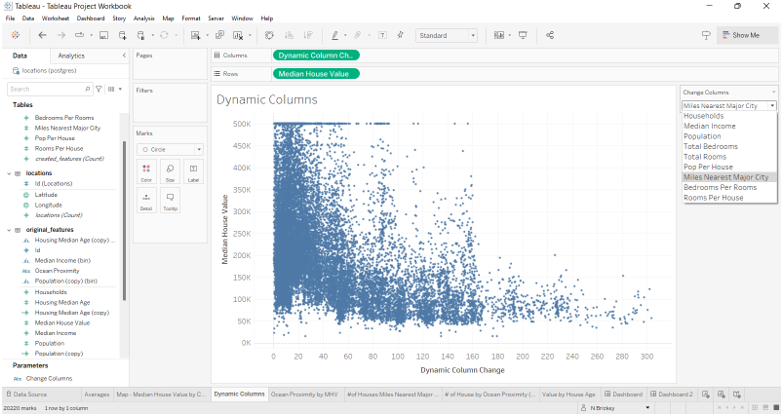 Tableau - Tableau Project Workbook
File Data Worksheet Dashboard Story Analysis Map Format Server Window Help
Standard
Show Me
Data Analytics
locations (postgres)
Search
Tables
Bedrooms Per Rooms
Miles Nearest Major City
Pop Per House
Rooms Per House
created_features (Count)
locations
Id (Locations)
Latitude
Longitude
locations (Count)
original_features
Housing Median Age (copy) ...
Id
Median Income (bin)
Ocean Proximity
Population (copy) (bin)
Households
Housing Median Age
Housing Median Age (copy)
Median House Value
Median Income
Population
Population (copy)
Parameters
Change Columns
Pages
Filters
Marks
Circle
Color Size Label
Detail Tooltip
Columns Dynamic Column Ch..
Rows Median House Value
Dynamic Columns
Median House Value
500K
450K
400K
350K
300K
250K
200K
150K
100K
50K
0K
0 20 40 60 80 100 120 140 160 180 200 220 240 260 280 300
Dynamic Column Change
Change Columns
Miles Nearest Major City
Households
Median Income
Population
Total Bedrooms
Total Rooms
Pop Per House
Miles Nearest Major City
Bedrooms Per Rooms
Rooms Per House
Data Source Averages Map - Median House Value by C... Dynamic Columns Ocean Proximity by MHV #of Houses Miles Nearest Major ... # of House by Ocean Proximity (... Value by House Age Dashboard Dashboard 2
20220 marks 1 row by 1 column N Briskey